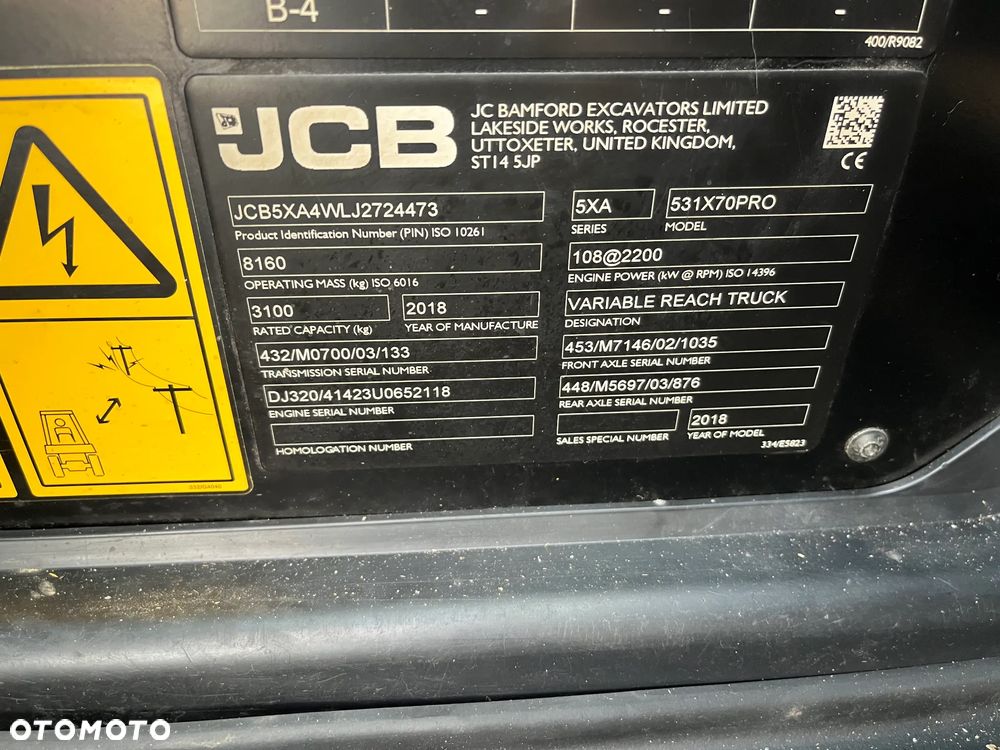 B-4 - - -
400/R9082
JCB
JC BAMFORD EXCAVATORS LIMITED
LAKESIDE WORKS, ROCESTER,
UTTOXETER, UNITED KINGDOM,
ST14 5JP
CE
JCB5XA4WLJ2724473
Product Identification Number (PIN) ISO 10261
5XA
SERIES
531X70PRO
MODEL
8160
OPERATING MASS (kg) ISO 6016
108@2200
ENGINE POWER (kW @ RPM) ISO 14396
3100
RATED CAPACITY (kg)
2018
YEAR OF MANUFACTURE
VARIABLE REACH TRUCK
DESIGNATION
432/M0700/03/133
TRANSMISSION SERIAL NUMBER
453/M7146/02/1035
FRONT AXLE SERIAL NUMBER
DJ320/41423U0652118
ENGINE SERIAL NUMBER
448/M5697/03/876
REAR AXLE SERIAL NUMBER
HOMOLOGATION NUMBER
SALES SPECIAL NUMBER
2018
YEAR OF MODEL
334/E5823
OTOMOTO